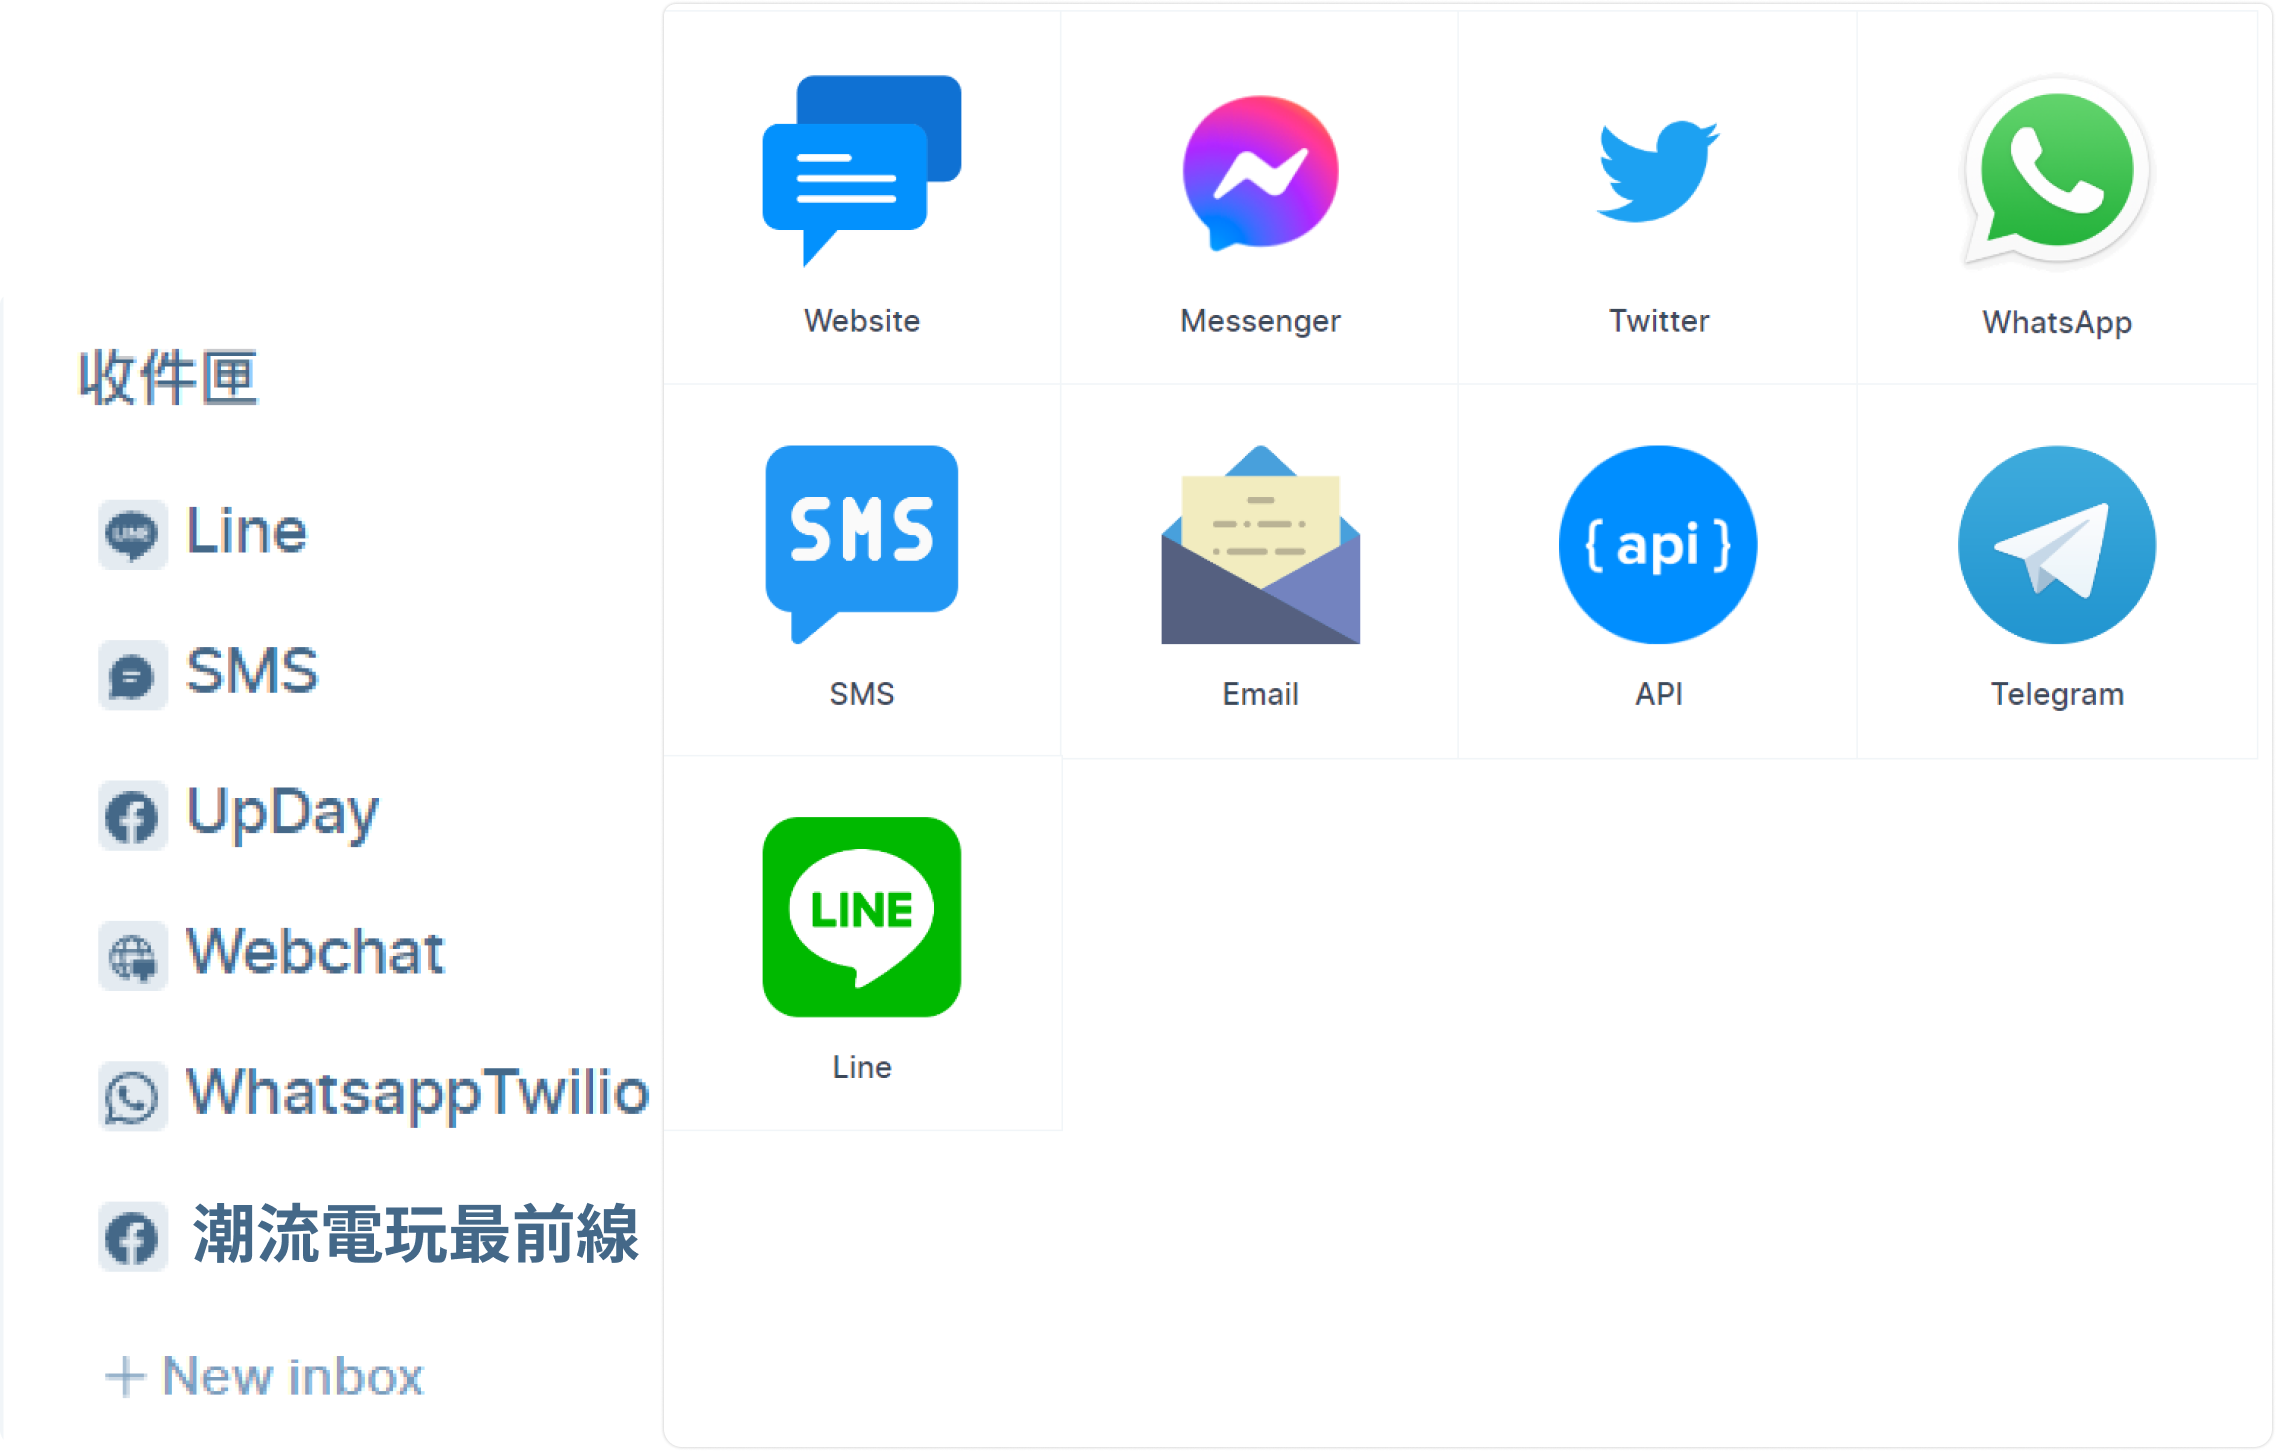 收件匣
Line
SMS
UpDay
Webchat
WhatsappTwilio
潮流電玩最前線
+ New inbox
Website
Messenger
Twitter
WhatsApp
SMS
SMS
Email
{ api }
API
Telegram
LINE
Line